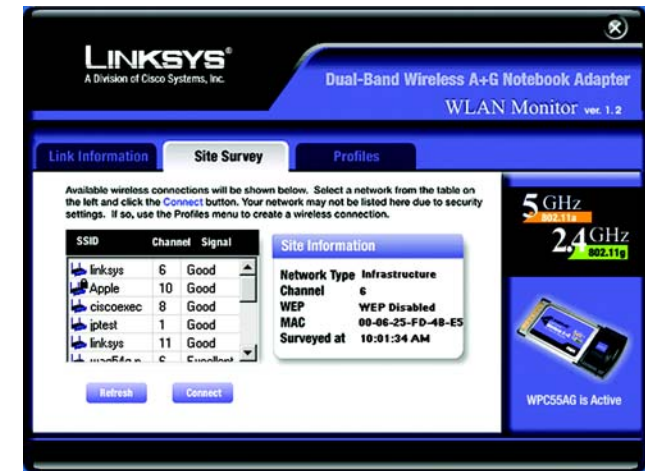 LINKSYS®
A Division of Cisco Systems, Inc.
Dual-Band Wireless A+G Notebook Adapter
WLAN Monitor ver. 1.2
Link Information Site Survey Profiles
Available wireless connections will be shown below. Select a network from the table on
the left and click the Connect button. Your network may not be listed here due to security
settings. If so, use the Profiles menu to create a wireless connection.
SSID Channel Signal
linksys 6 Good
Apple 10 Good
ciscoexec 8 Good
iptest 1 Good
linksys 11 Good
Site Information
Network Type Infrastructure
Channel 6
WEP WEP Disabled
MAC 00-06-25-FD-48-E5
Surveyed at 10:01:34 AM
Refresh Connect
5 GHz
802.11a
2.4 GHz
802.11g
WPC55AG is Active